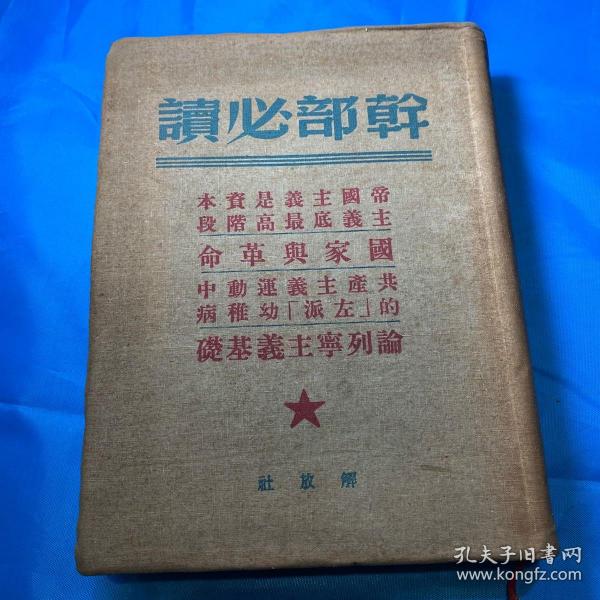 幹部必讀
帝國主義是資本
主義底最高階段
國家與革命
共產主義運動中
的「左派」幼稚病
論列寧主義基礎
解放社
孔夫子旧书网
www.kongfz.com